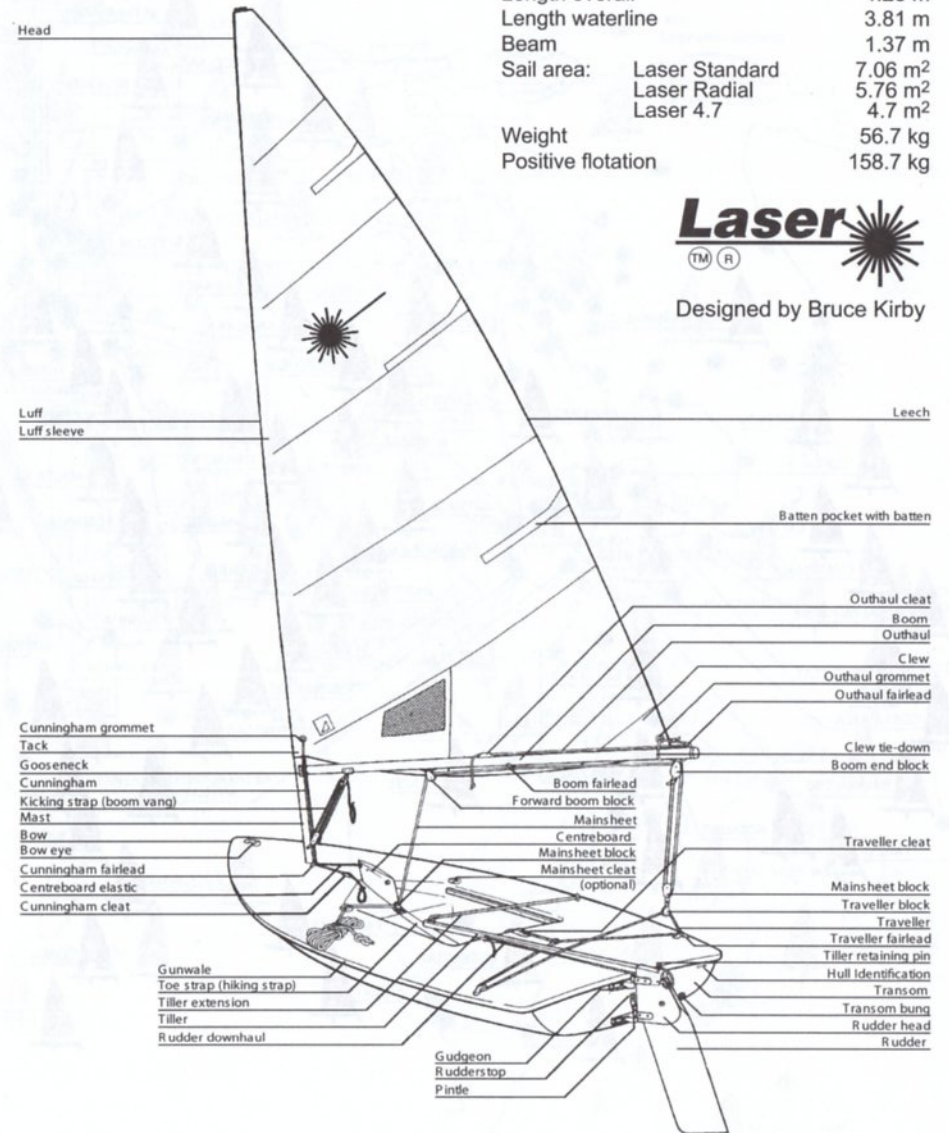 Length waterline 3.81 m
Beam 1.37 m
Sail area: Laser Standard 7.06 m²
Laser Radial 5.76 m²
Laser 4.7 4.7 m²
Weight 56.7 kg
Positive flotation 158.7 kg
Laser
TM R
Designed by Bruce Kirby
Head
Luff
Luff sleeve
Leech
Batten pocket with batten
Outhaul cleat
Boom
Outhaul
Clew
Outhaul grommet
Outhaul fairlead
Clew tie-down
Boom end block
Cunningham grommet
Tack
Gooseneck
Cunningham
Kicking strap (boom vang)
Mast
Bow
Bow eye
Cunningham fairlead
Centreboard elastic
Cunningham cleat
Boom fairlead
Forward boom block
Mainsheet
Centreboard
Mainsheet block
Mainsheet cleat
(optional)
Traveller cleat
Mainsheet block
Traveller block
Traveller
Traveller fairlead
Tiller retaining pin
Hull Identification
Transom
Transom bung
Rudder head
Rudder
Gunwale
Toe strap (hiking strap)
Tiller extension
Tiller
Rudder downhaul
Gudgeon
Rudderstop
Pintle